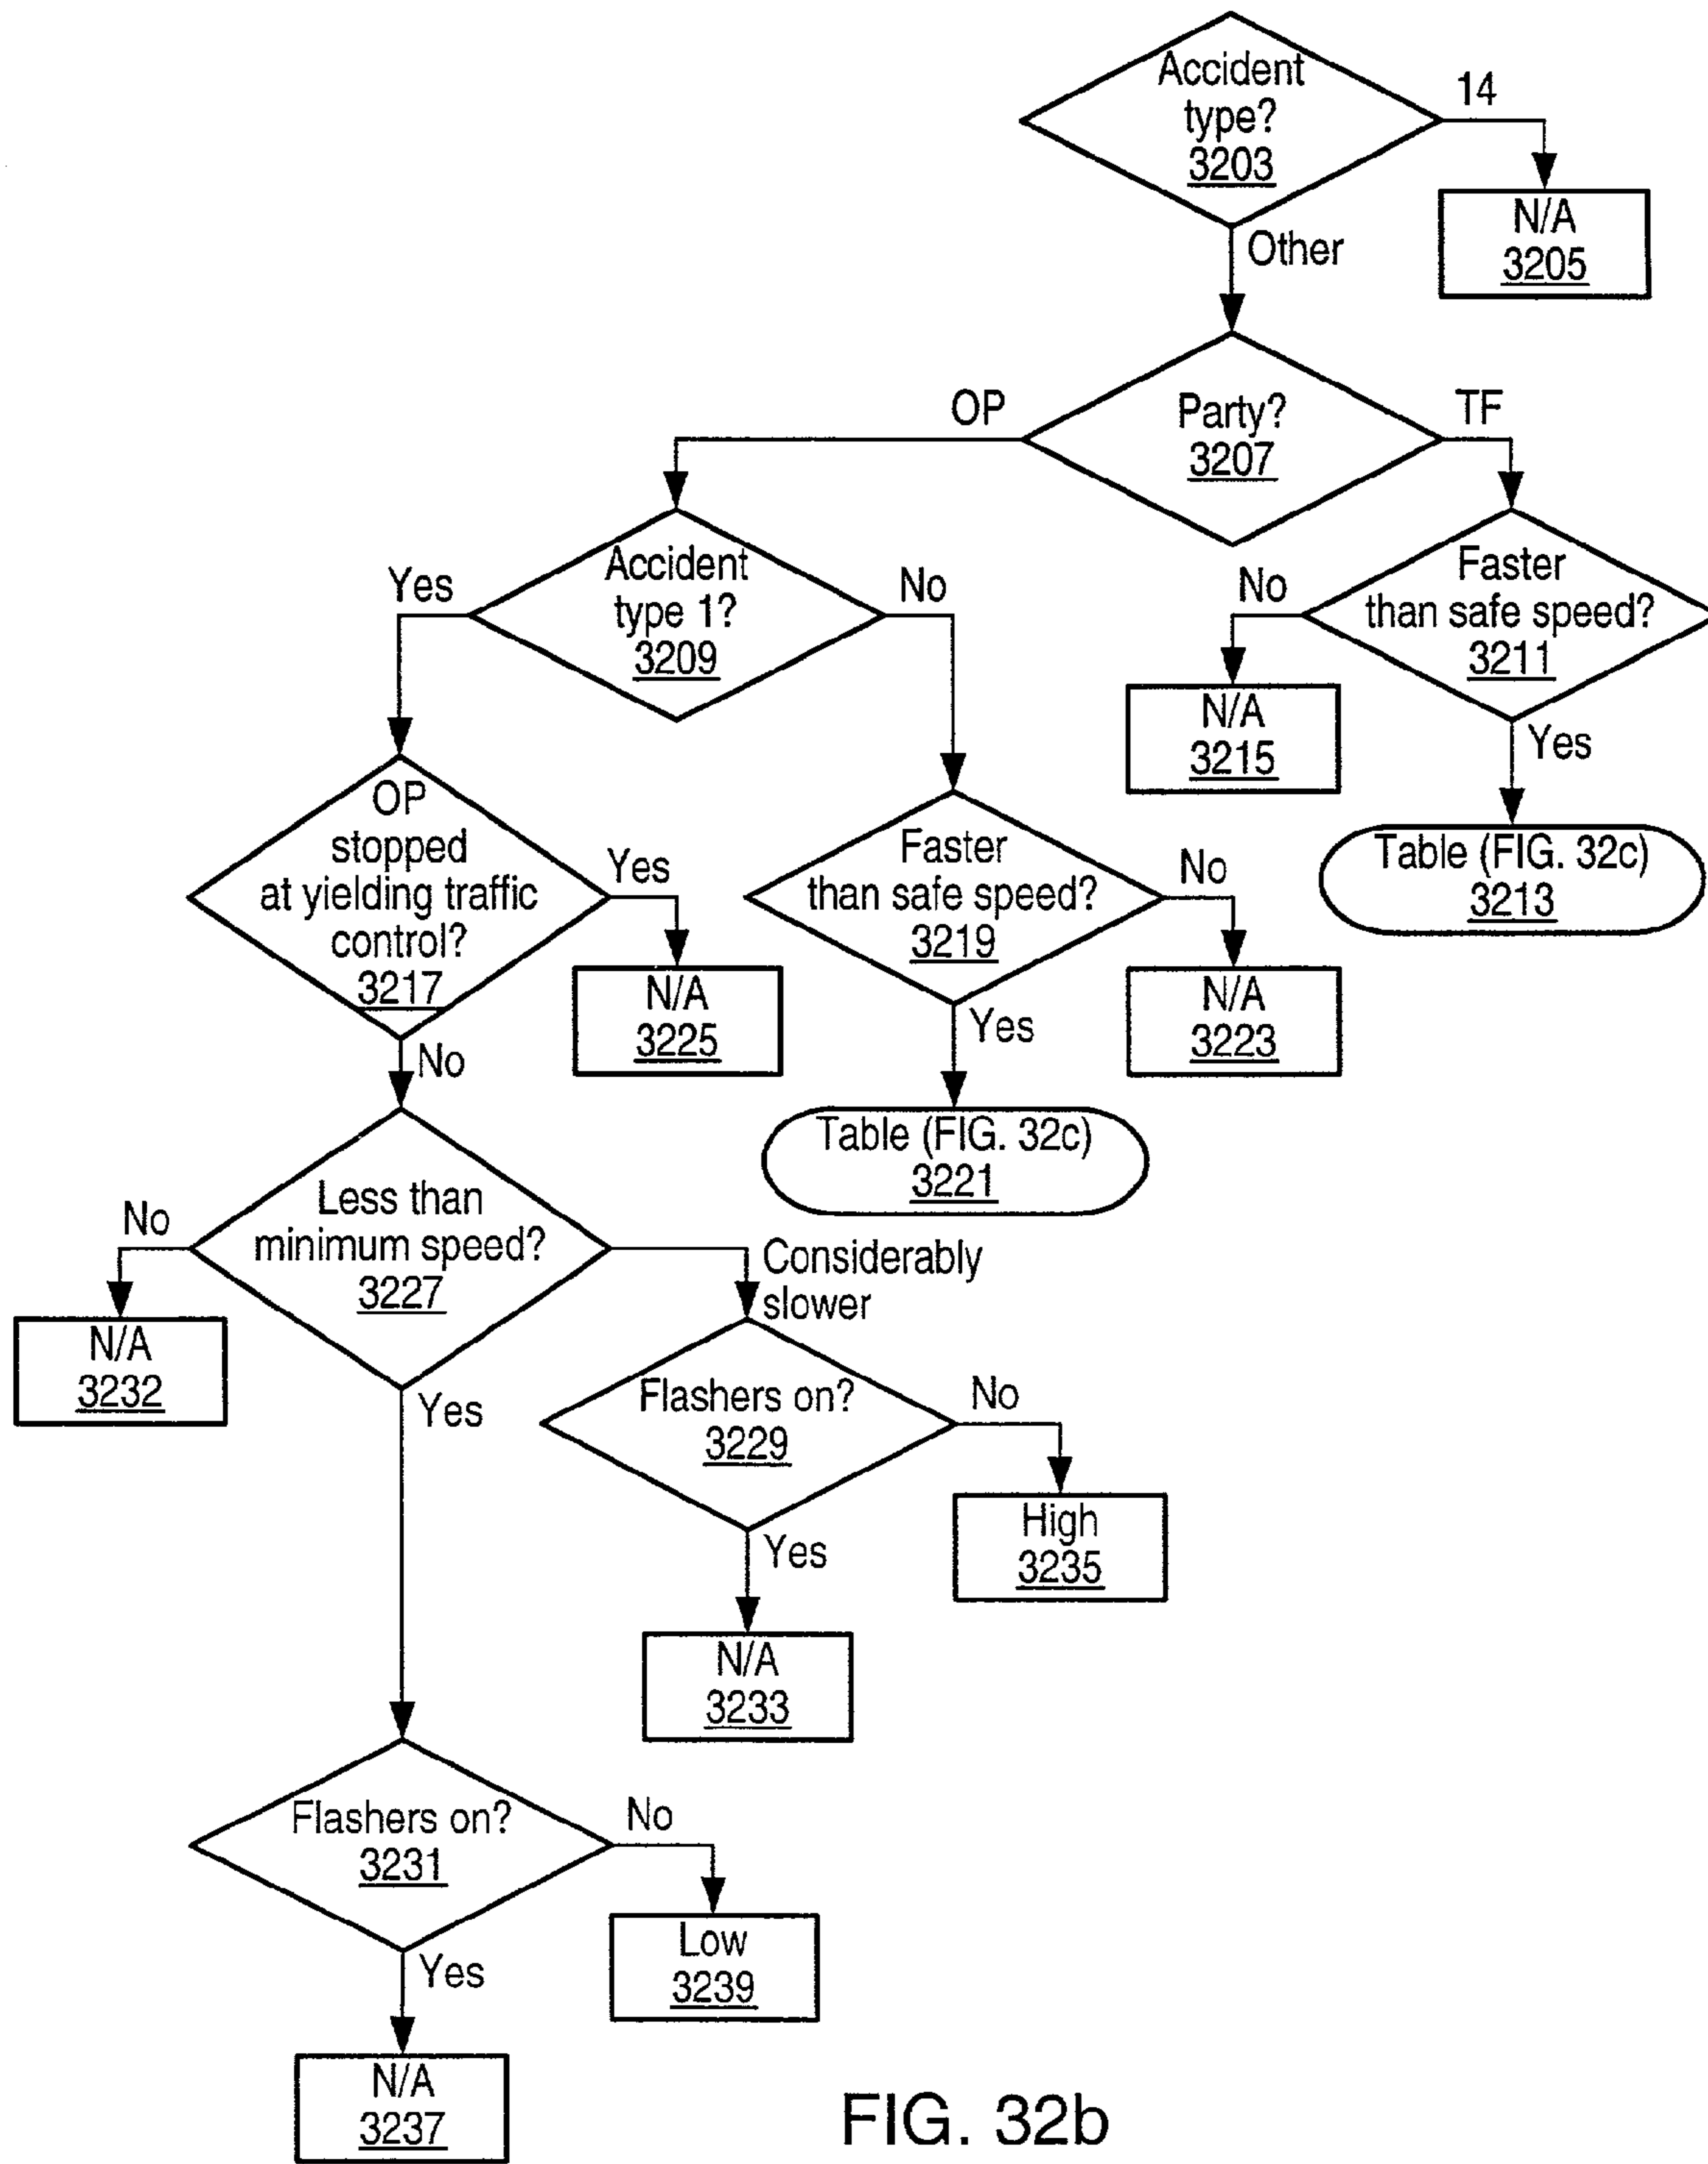 Accident
type?
3203
14
N/A
3205
Other
Party?
3207
OP
TF
Accident
type 1?
3209
Yes
No
Faster
than safe speed?
3211
No
N/A
3215
Yes
Table (FIG. 32c)
3213
OP
stopped
at yielding traffic
control?
3217
Yes
N/A
3225
No
Faster
than safe speed?
3219
No
N/A
3223
Yes
Table (FIG. 32c)
3221
Less than
minimum speed?
3227
No
N/A
3232
Considerably
slower
Yes
Flashers on?
3229
No
High
3235
Yes
N/A
3233
Flashers on?
3231
No
Low
3239
Yes
N/A
3237
FIG. 32b